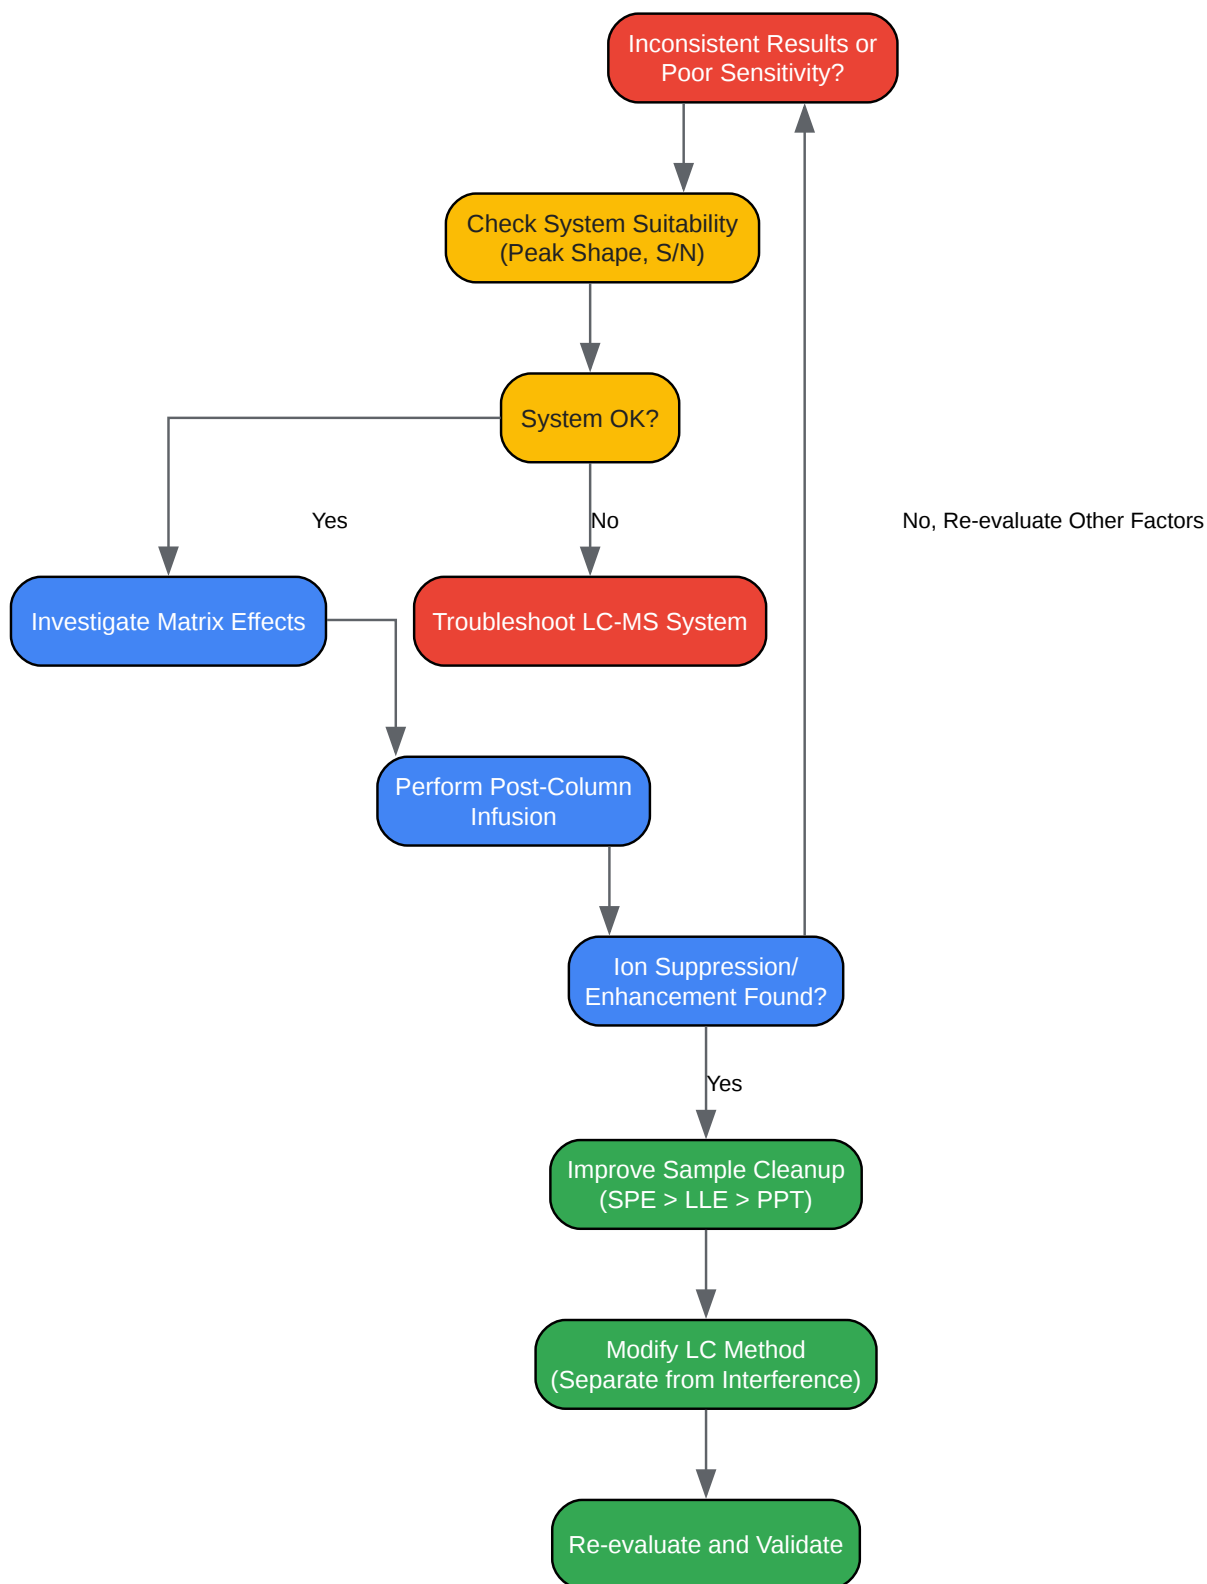 Inconsistent Results or
Poor Sensitivity?
Check System Suitability
(Peak Shape, S/N)
System OK?
Yes
No
No, Re-evaluate Other Factors
Investigate Matrix Effects
Troubleshoot LC-MS System
Perform Post-Column
Infusion
Ion Suppression/
Enhancement Found?
Yes
Improve Sample Cleanup
(SPE > LLE > PPT)
Modify LC Method
(Separate from Interference)
Re-evaluate and Validate